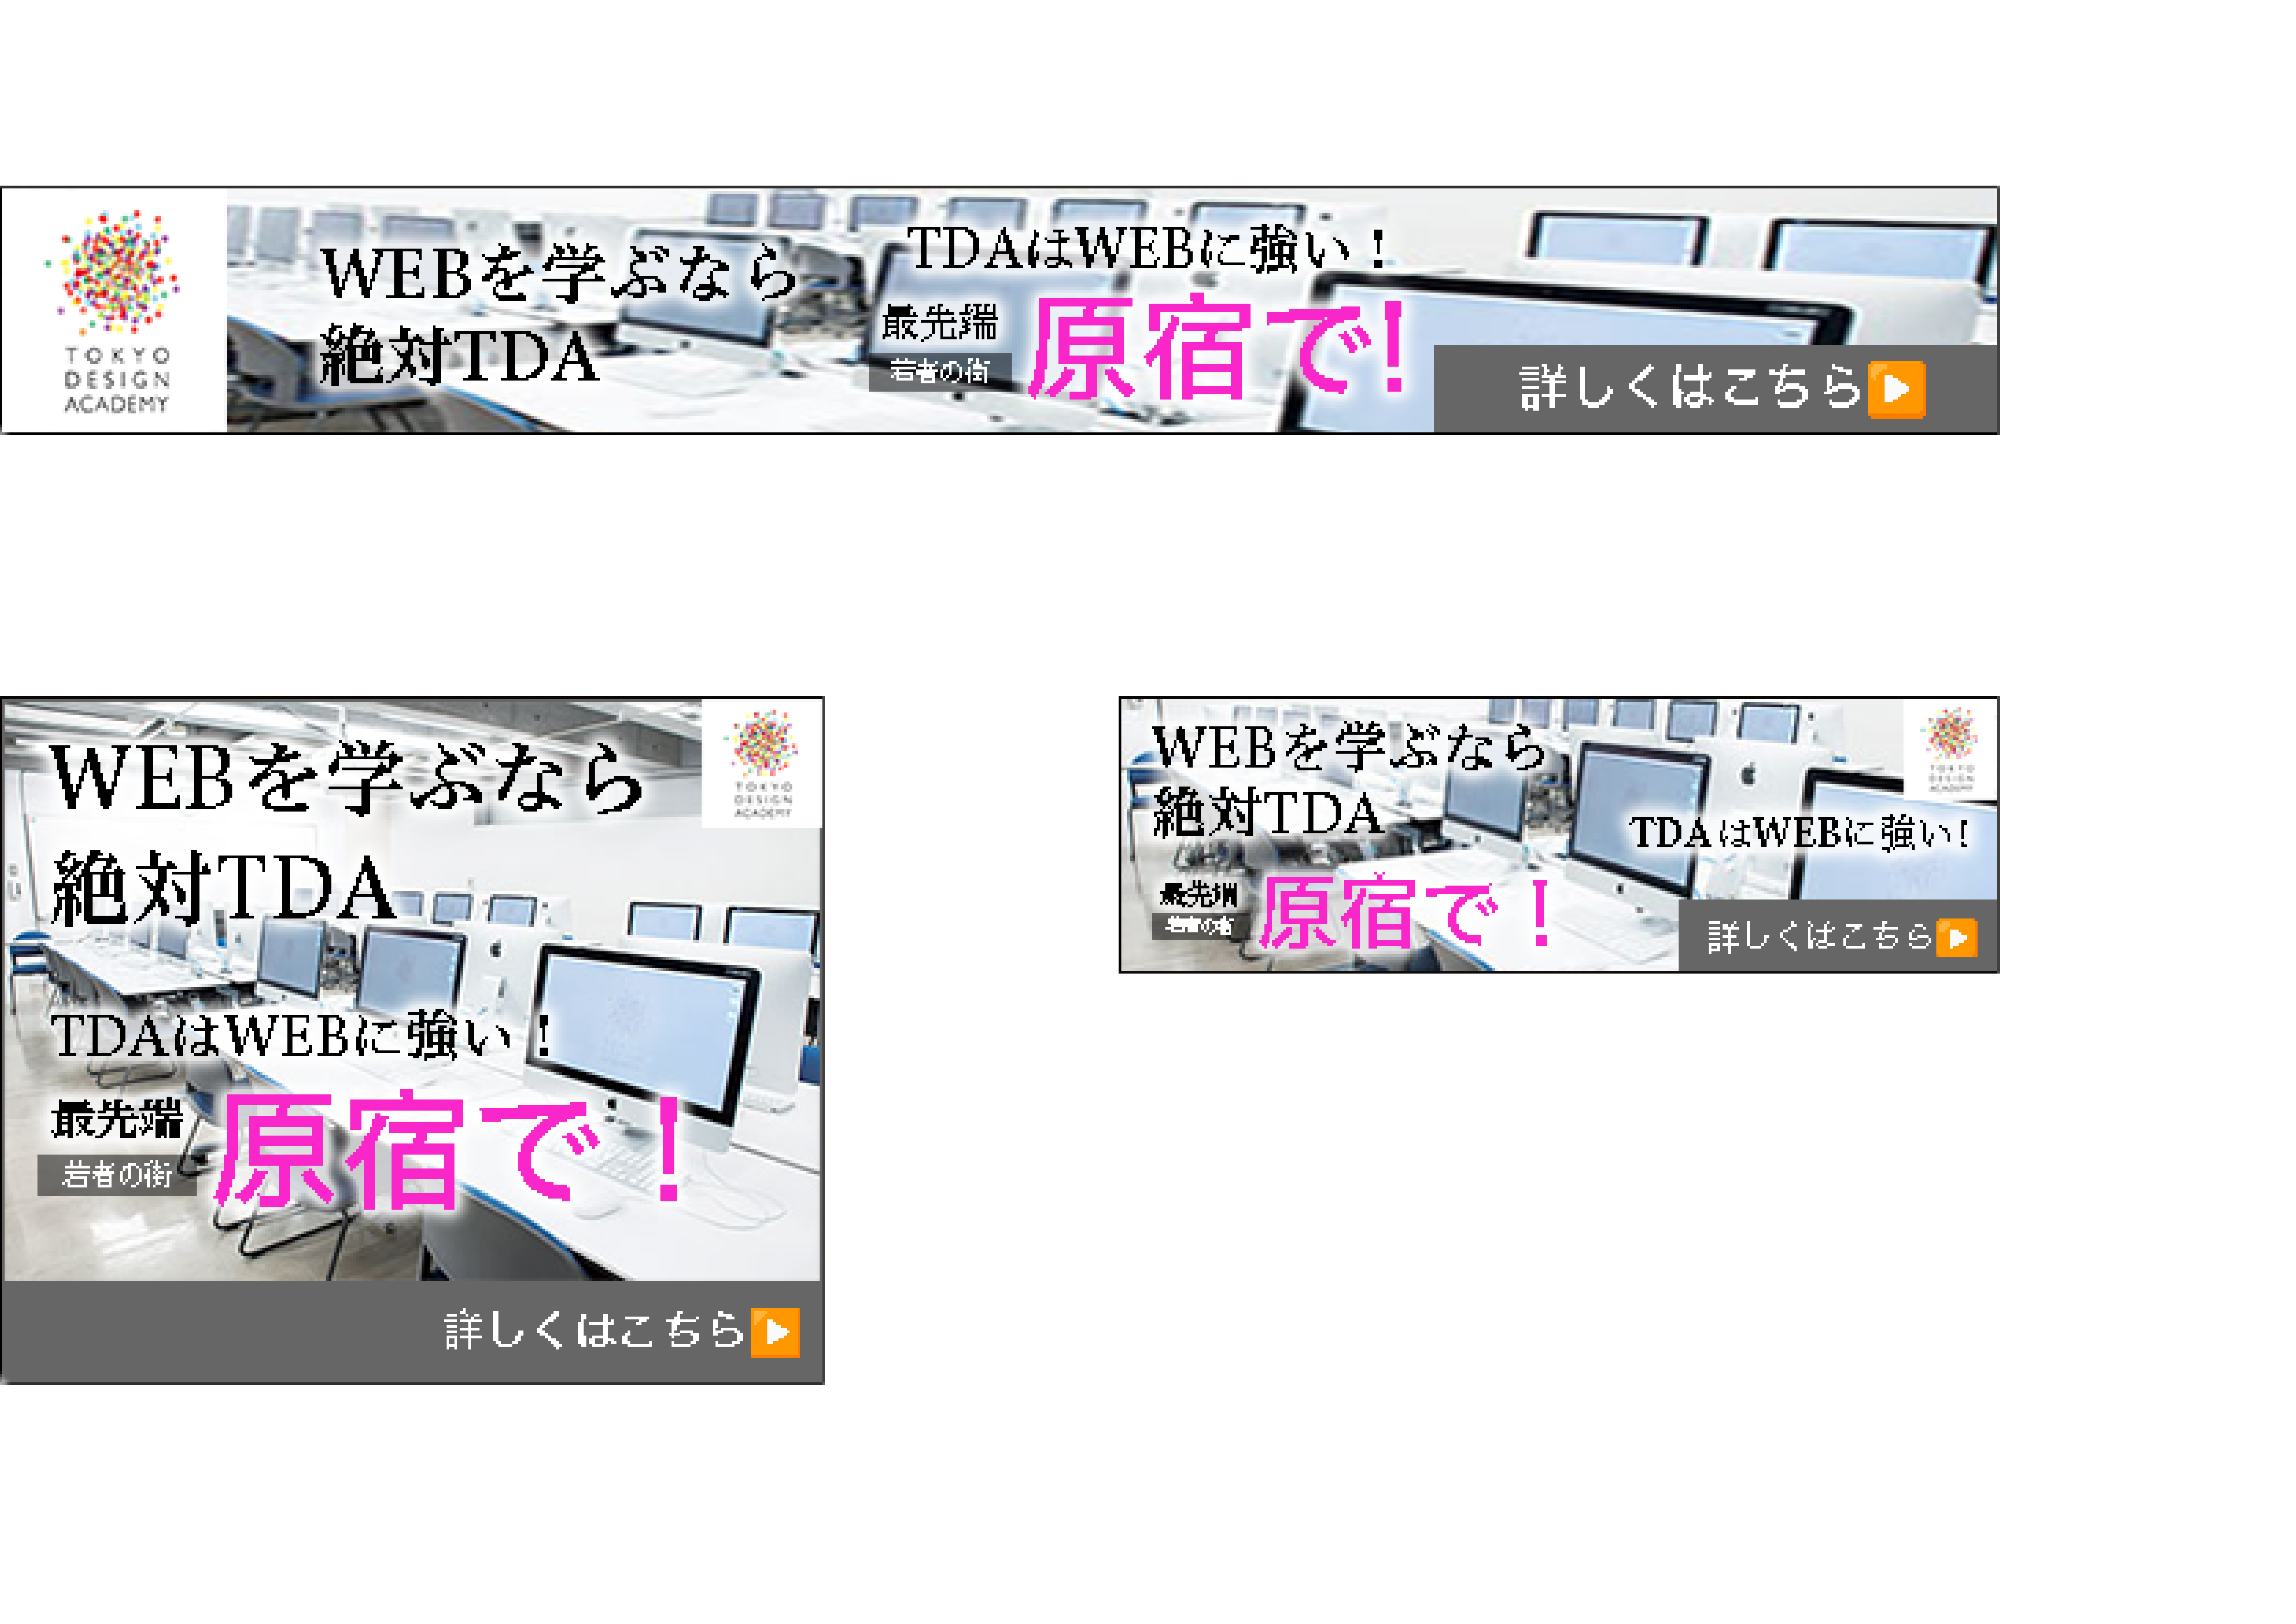 TOKYO
DESIGN
ACADEMY
WEBを学ぶなら
絶対TDA
TDAはWEBに強い！
最先端
若者の街
原宿で!
詳しくはこちら
WEBを学ぶなら
絶対TDA
TOKYO
DESIGN
ACADEMY
TDAはWEBに強い！
最先端
若者の街
原宿で！
詳しくはこちら
WEBを学ぶなら
絶対TDA
TOKYO
DESIGN
ACADEMY
TDAはWEBに強い!
最先端
若者の街
原宿で！
詳しくはこちら